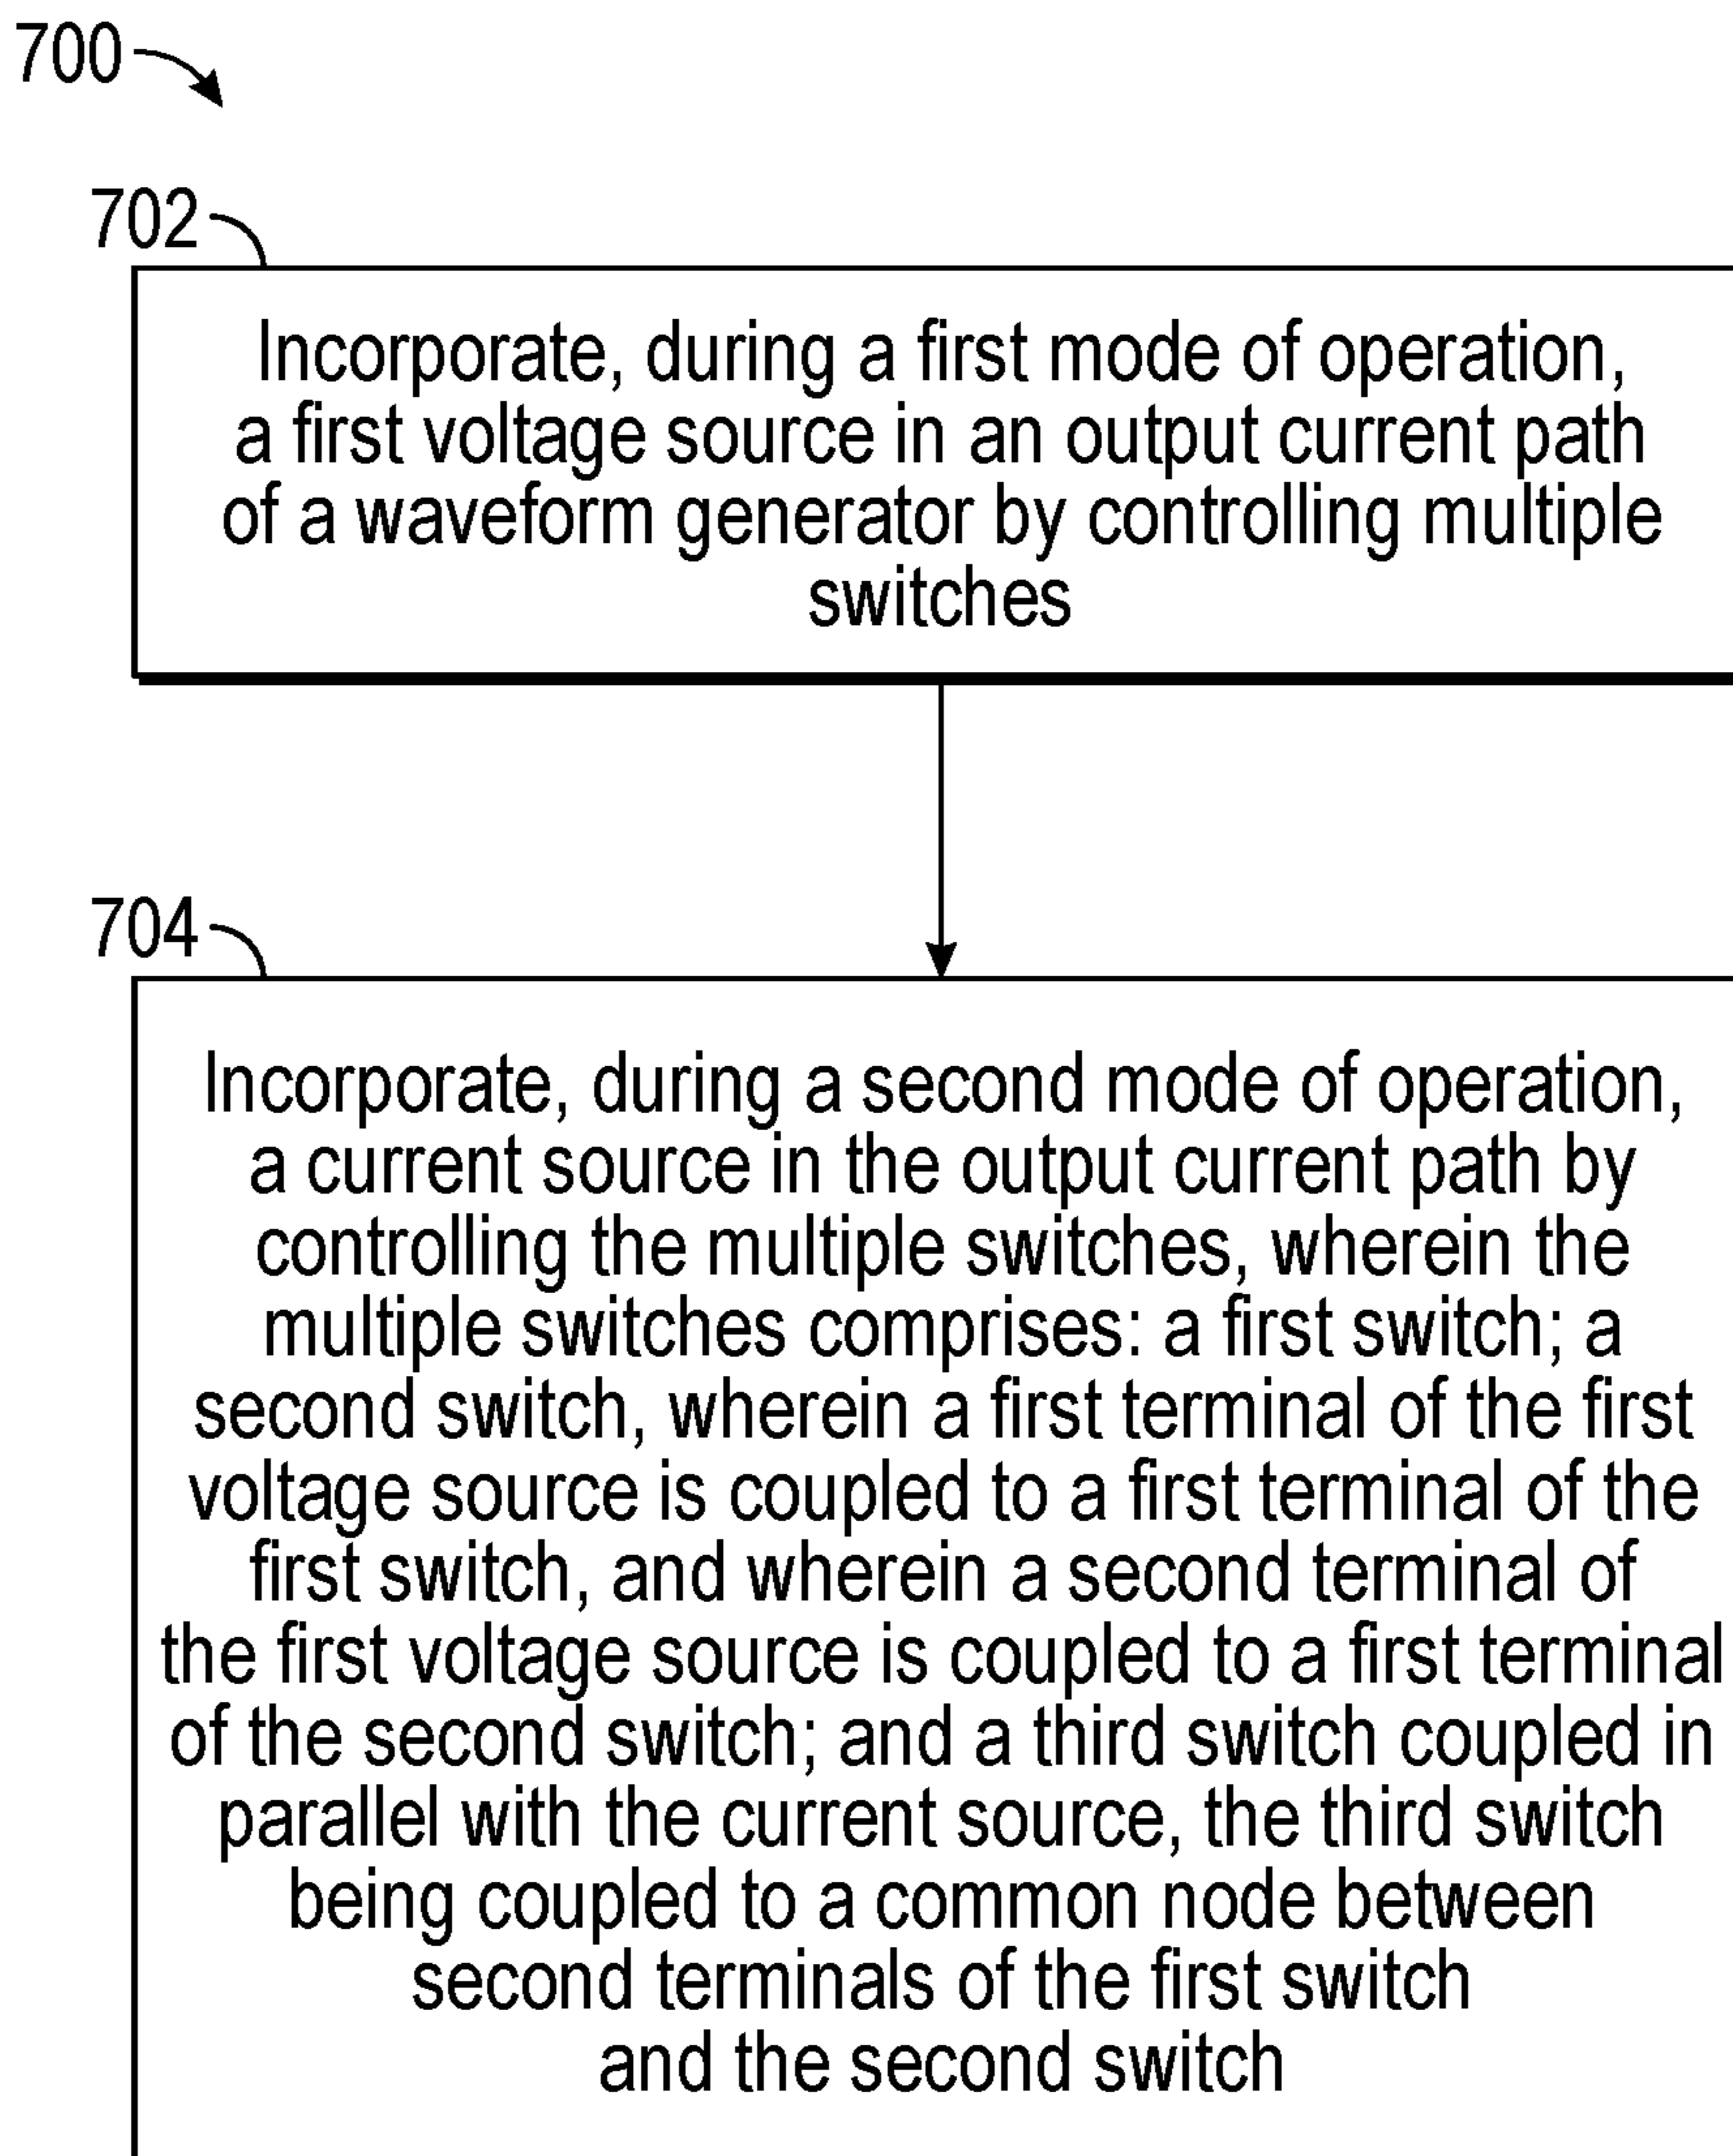 700
702
Incorporate, during a first mode of operation,
a first voltage source in an output current path
of a waveform generator by controlling multiple
switches
704
Incorporate, during a second mode of operation,
a current source in the output current path by
controlling the multiple switches, wherein the
multiple switches comprises: a first switch; a
second switch, wherein a first terminal of the first
voltage source is coupled to a first terminal of the
first switch, and wherein a second terminal of
the first voltage source is coupled to a first terminal
of the second switch; and a third switch coupled in
parallel with the current source, the third switch
being coupled to a common node between
second terminals of the first switch
and the second switch